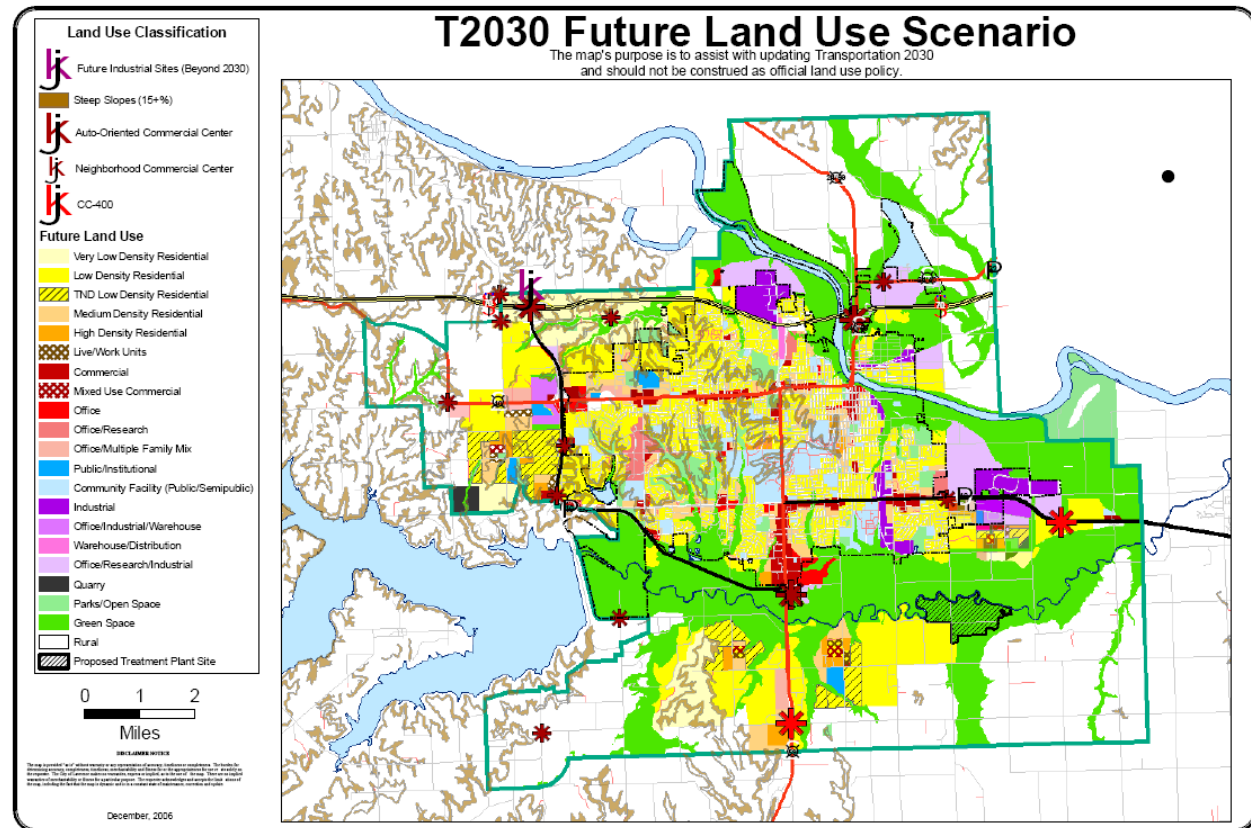 T2030 Future Land Use Scenario
The map's purpose is to assist with updating Transportation 2030
and should not be construed as official land use policy.
Land Use Classification
Future Industrial Sites (Beyond 2030)
Steep Slopes (15+%)
Auto-Oriented Commercial Center
Neighborhood Commercial Center
CC-400
Future Land Use
Very Low Density Residential
Low Density Residential
TND Low Density Residential
Medium Density Residential
High Density Residential
Live/Work Units
Commercial
Mixed Use Commercial
Office
Office/Research
Office/Multiple Family Mix
Public/Institutional
Community Facility (Public/Semipublic)
Industrial
Office/Industrial/Warehouse
Warehouse/Distribution
Office/Research/Industrial
Quarry
Parks/Open Space
Green Space
Rural
Proposed Treatment Plant Site
0 1 2
Miles
DISCLAIMER NOTICE
December, 2006